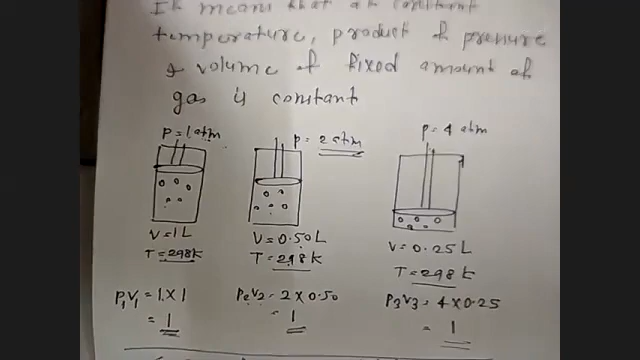 It means that at constant
temperature, product of pressure
& volume of fixed amount of
gas is constant
P = 1 atm P = 2 atm P = 4 atm
V = 1 L V = 0.50 L V = 0.25 L
T = 298 K T = 298 K T = 298 K
P₁V₁ = 1 × 1 P₂V₂ = 2 × 0.50 P₃V₃ = 4 × 0.25
= 1 = 1 = 1